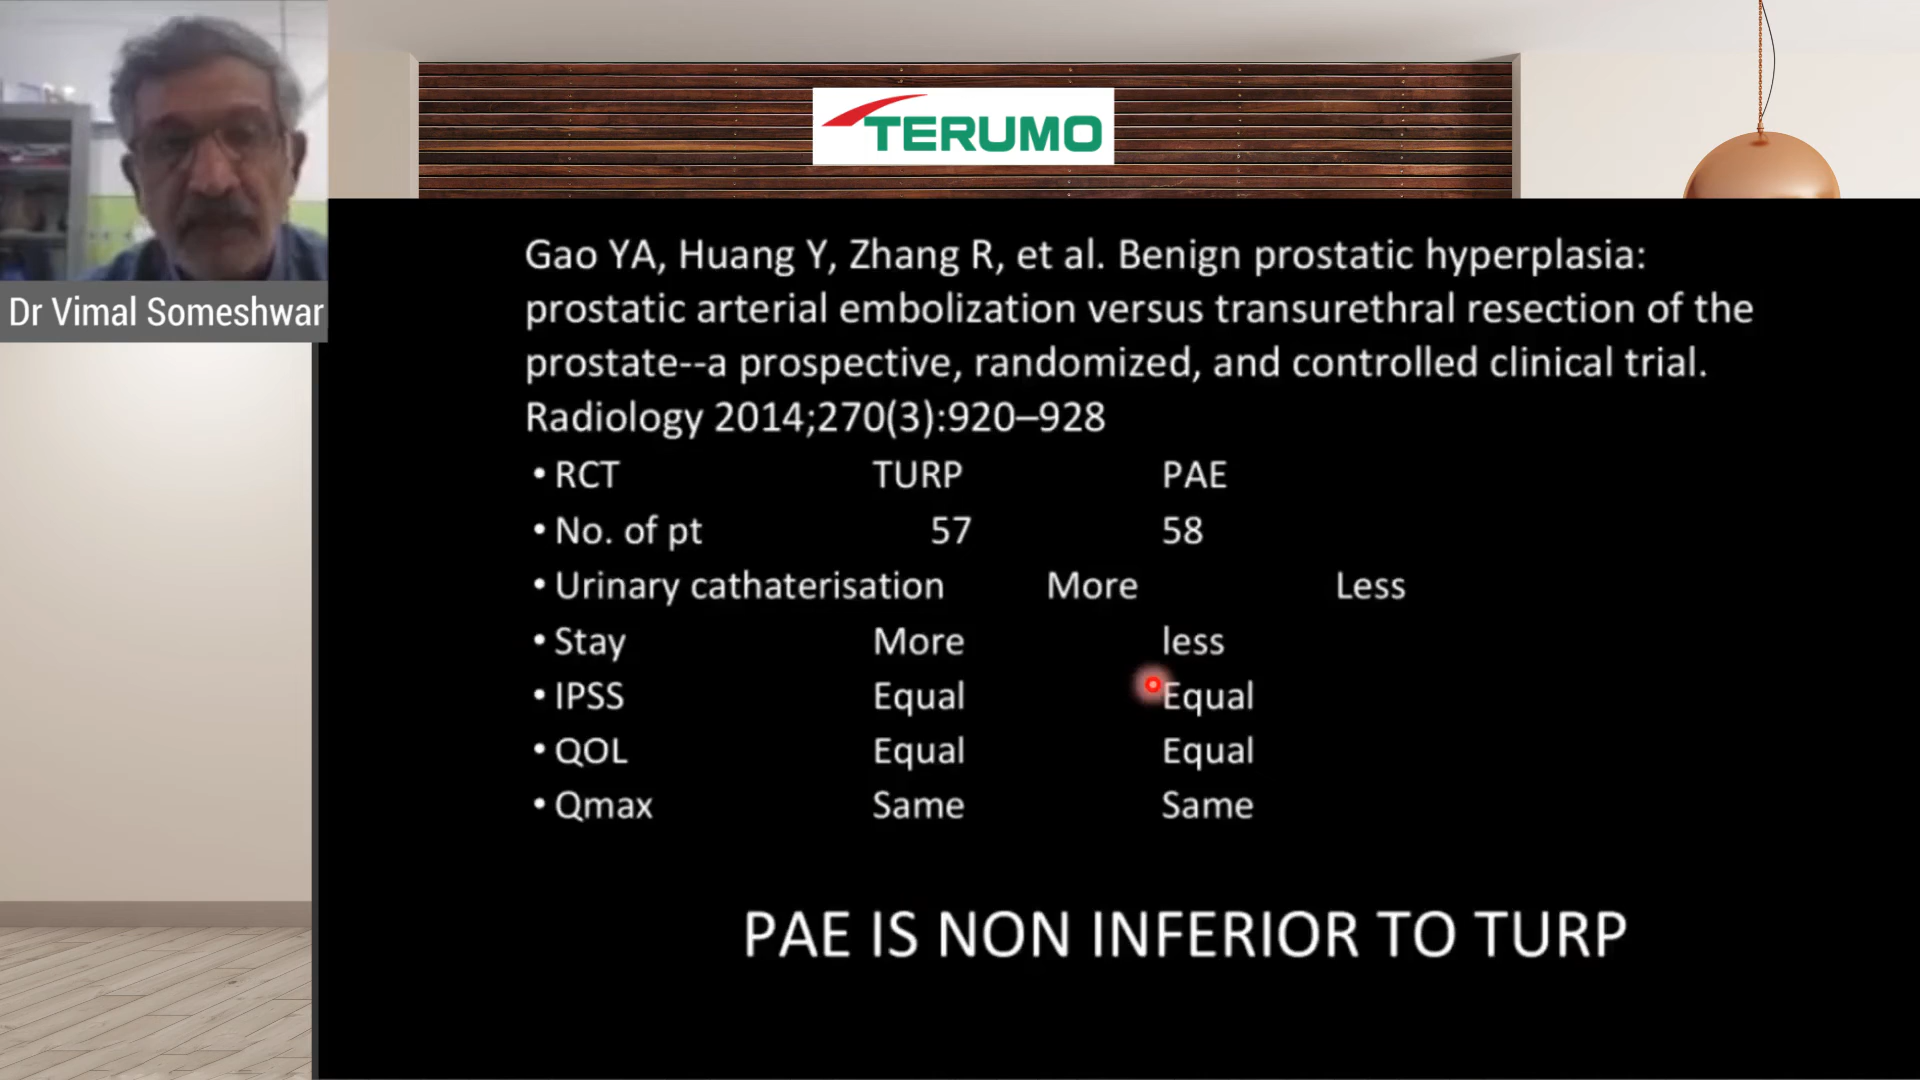 TERUMO
Dr Vimal Someshwar
Gao YA, Huang Y, Zhang R, et al. Benign prostatic hyperplasia:
prostatic arterial embolization versus transurethral resection of the
prostate--a prospective, randomized, and controlled clinical trial.
Radiology 2014;270(3):920–928
• RCT TURP PAE
• No. of pt 57 58
• Urinary cathaterisation More Less
• Stay More less
• IPSS Equal Equal
• QOL Equal Equal
• Qmax Same Same
PAE IS NON INFERIOR TO TURP